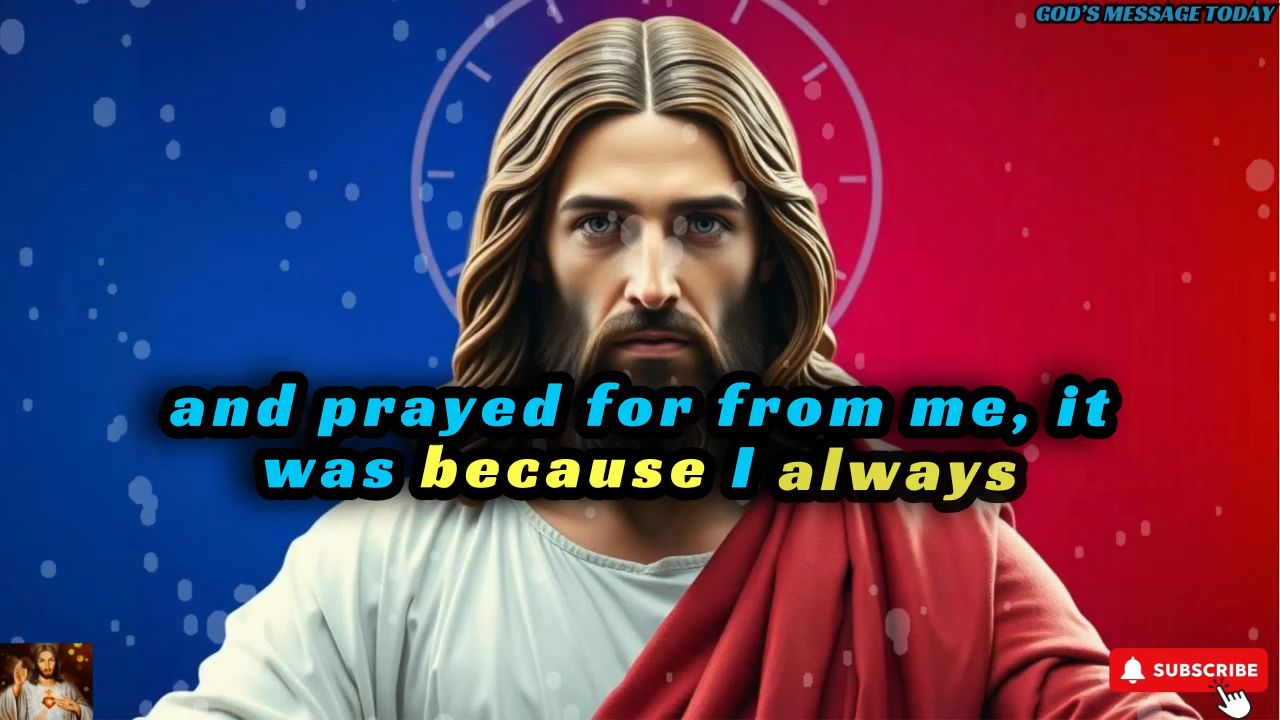 GOD'S MESSAGE TODAY
and prayed for from me, it
was because I always
SUBSCRIBE